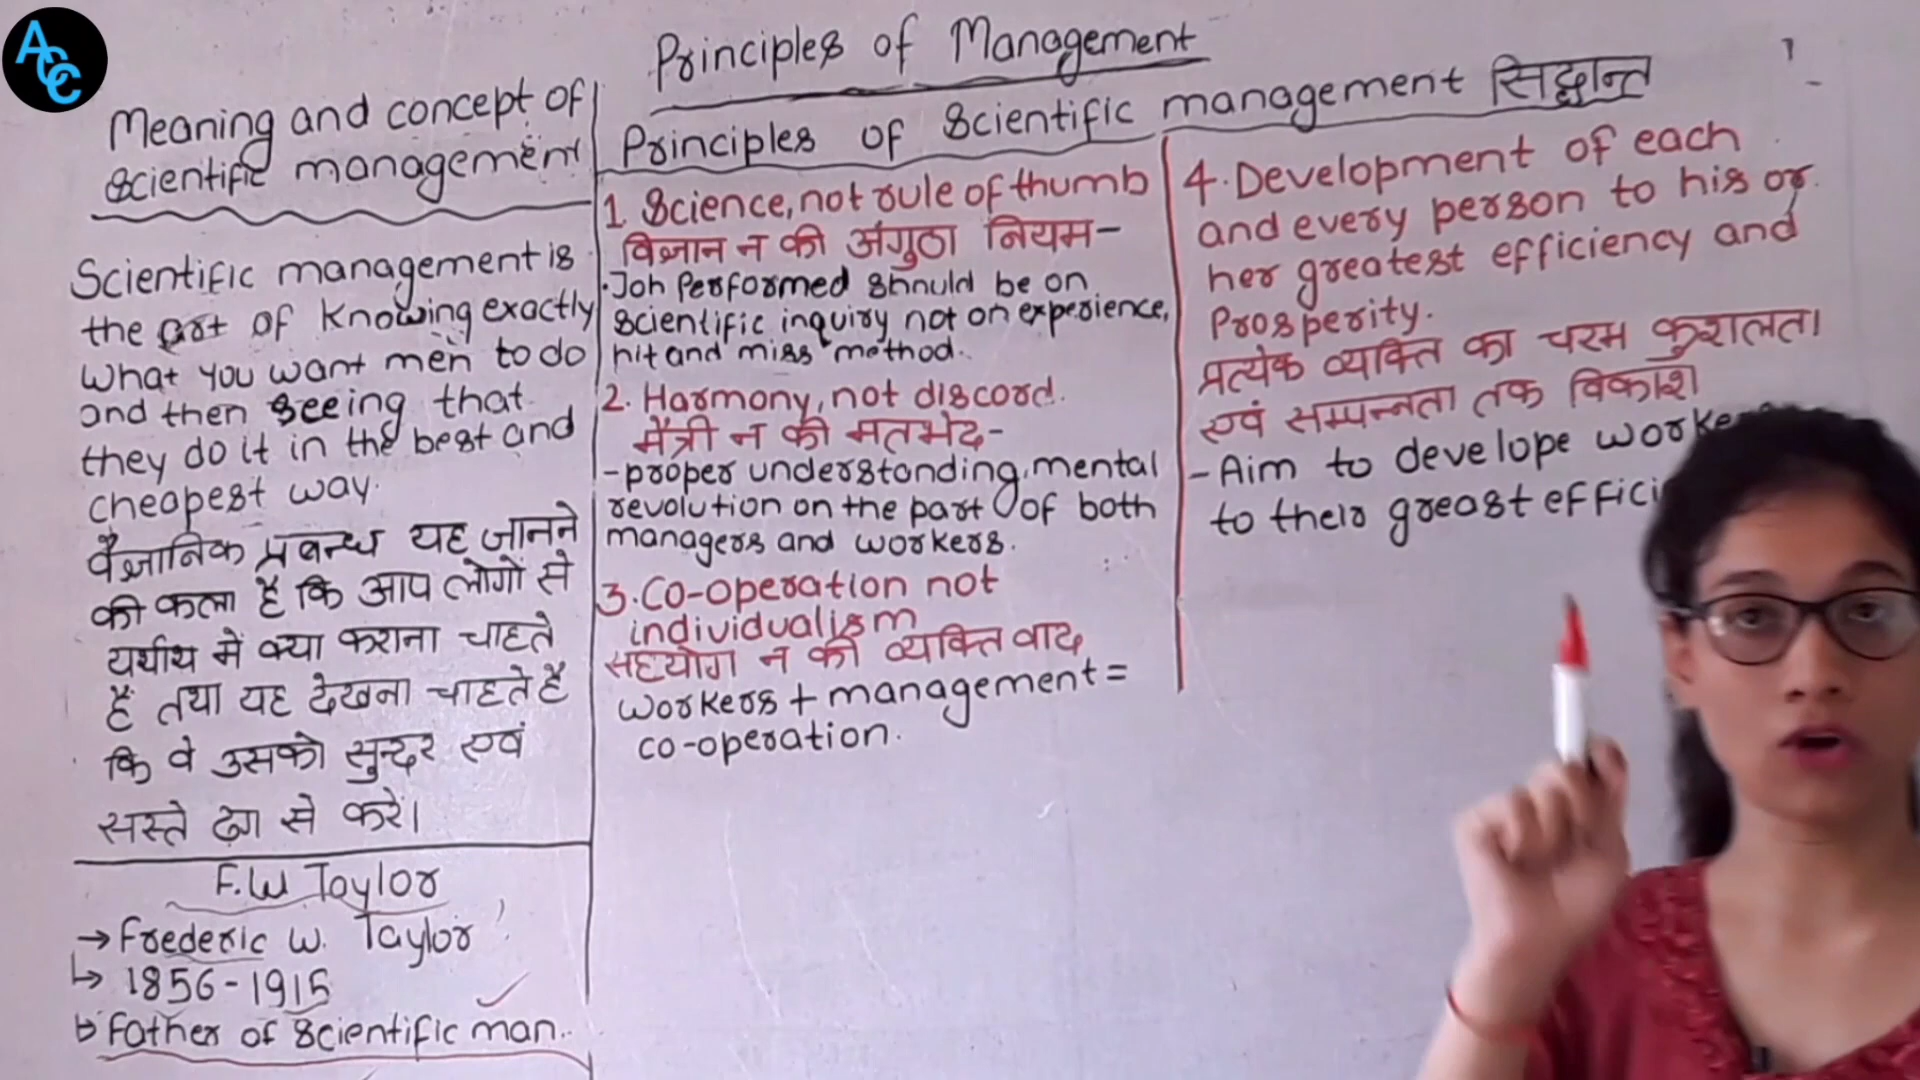 ACC
Principles of Management
Meaning and concept of
scientific management
Scientific management is
the art of knowing exactly
what you want men to do
and then seeing that
they do it in the best and
cheapest way.
वैज्ञानिक प्रबन्ध यह जानने
की कला है कि आप लोगों से
यर्थाथ में क्या कराना चाहते
हैं तथा यह देखना चाहते है
कि वे उसको सुन्दर एवं
सस्ते ढंग से करें।
F.W Taylor
→ Frederic W. Taylor
↳ 1856-1915
↳ Father of scientific man..
Principles of Scientific management सिद्धान्त
1. Science, not rule of thumb
विज्ञान न की अंगुठा नियम-
Job Performed should be on
scientific inquiry not on experience,
hit and miss method.
2. Harmony, not discord.
मैत्री न की मतभेद-
-proper understanding, mental
revolution on the part of both
managers and workers.
3. Co-operation not
individualism
सहयोग न की व्यक्तिवाद
workers + management =
co-operation.
4. Development of each
and every person to his or
her greatest efficiency and
Prosperity.
प्रत्येक व्यक्ति का चरम कुशलता
एवं सम्पन्नता तक विकाश
-Aim to develope
to their greast